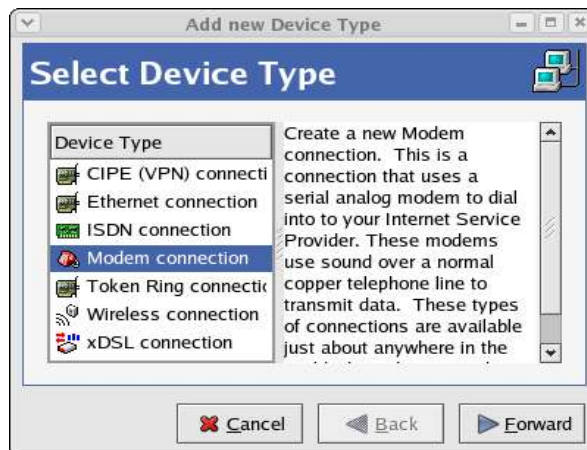 Add new Device Type
Select Device Type
Device Type
CIPE (VPN) connecti
Ethernet connection
ISDN connection
Modem connection
Token Ring connectic
Wireless connection
xDSL connection
Create a new Modem
connection. This is a
connection that uses a
serial analog modem to dial
into to your Internet Service
Provider. These modems
use sound over a normal
copper telephone line to
transmit data. These types
of connections are available
just about anywhere in the
Cancel
Back
Forward